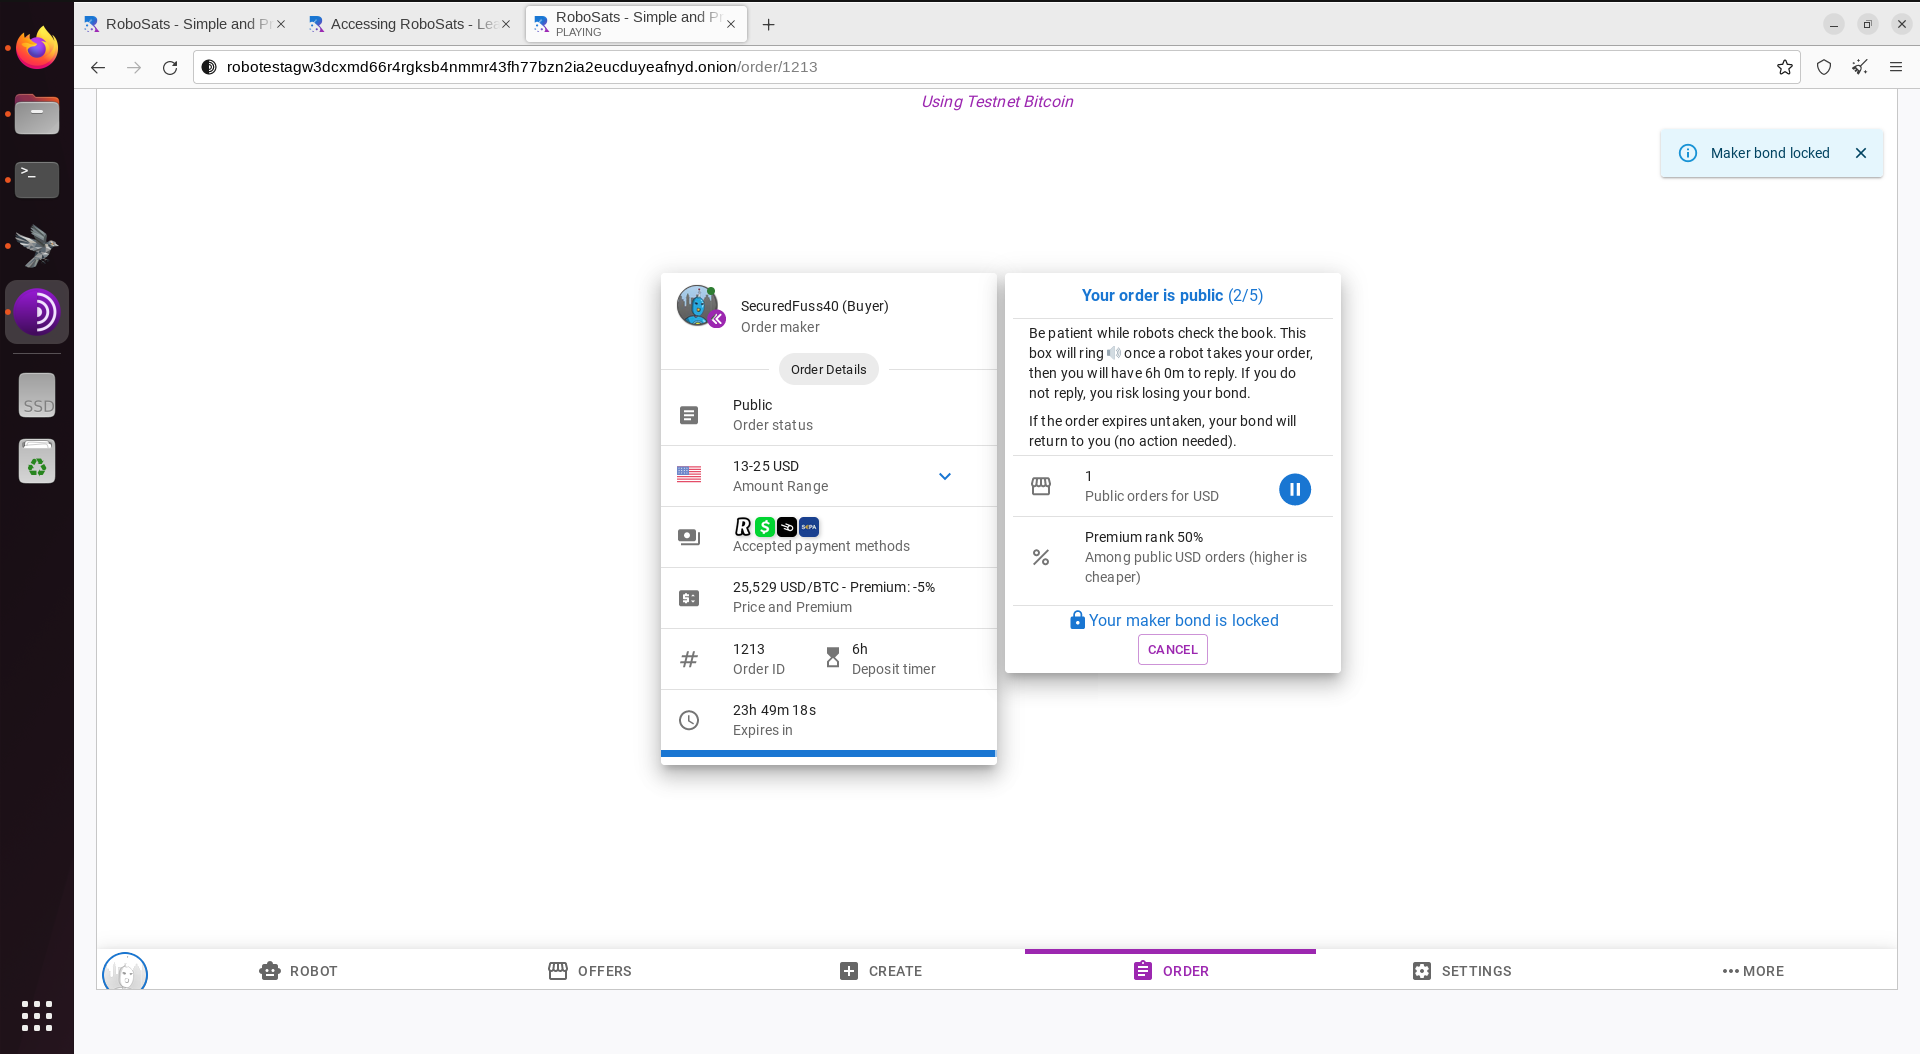 RoboSats - Simple and Pr
Accessing RoboSats - Lea
RoboSats - Simple and Pr
PLAYING
robotestagw3dcxmd66r4rgksb4nmmr43fh77bzn2ia2eucduyeafnyd.onion/order/1213
Using Testnet Bitcoin
Maker bond locked
SecuredFuss40 (Buyer)
Order maker
Order Details
Public
Order status
13-25 USD
Amount Range
Accepted payment methods
25,529 USD/BTC - Premium: -5%
Price and Premium
1213
Order ID
6h
Deposit timer
23h 49m 18s
Expires in
Your order is public (2/5)
Be patient while robots check the book. This
box will ring 🔊 once a robot takes your order,
then you will have 6h 0m to reply. If you do
not reply, you risk losing your bond.
If the order expires untaken, your bond will
return to you (no action needed).
1
Public orders for USD
Premium rank 50%
Among public USD orders (higher is
cheaper)
Your maker bond is locked
CANCEL
SSD
ROBOT
OFFERS
CREATE
ORDER
SETTINGS
MORE